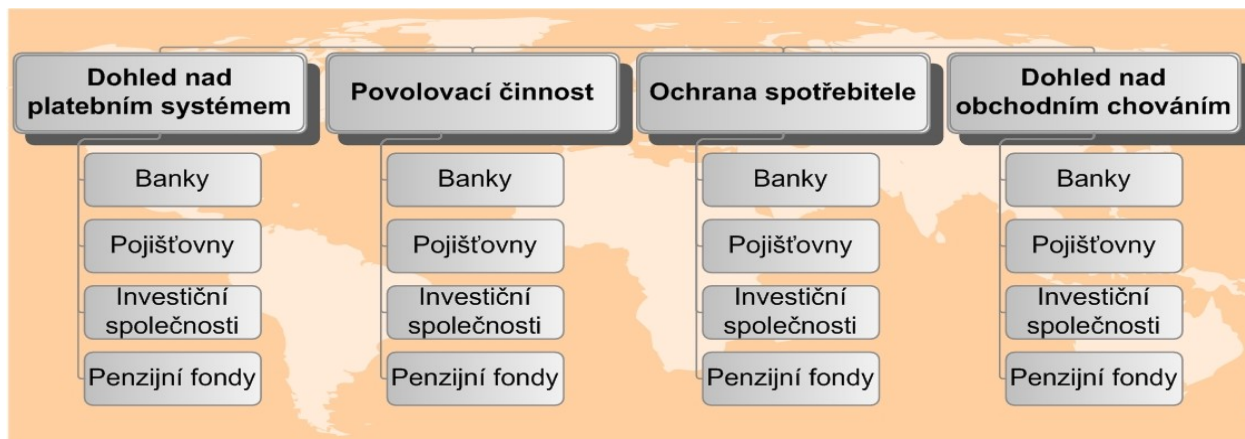 Dohled nad
platebním systémem
Banky
Pojišťovny
Investiční
společnosti
Penzijní fondy
Povolovací činnost
Banky
Pojišťovny
Investiční
společnosti
Penzijní fondy
Ochrana spotřebitele
Banky
Pojišťovny
Investiční
společnosti
Penzijní fondy
Dohled nad
obchodním chováním
Banky
Pojišťovny
Investiční
společnosti
Penzijní fondy